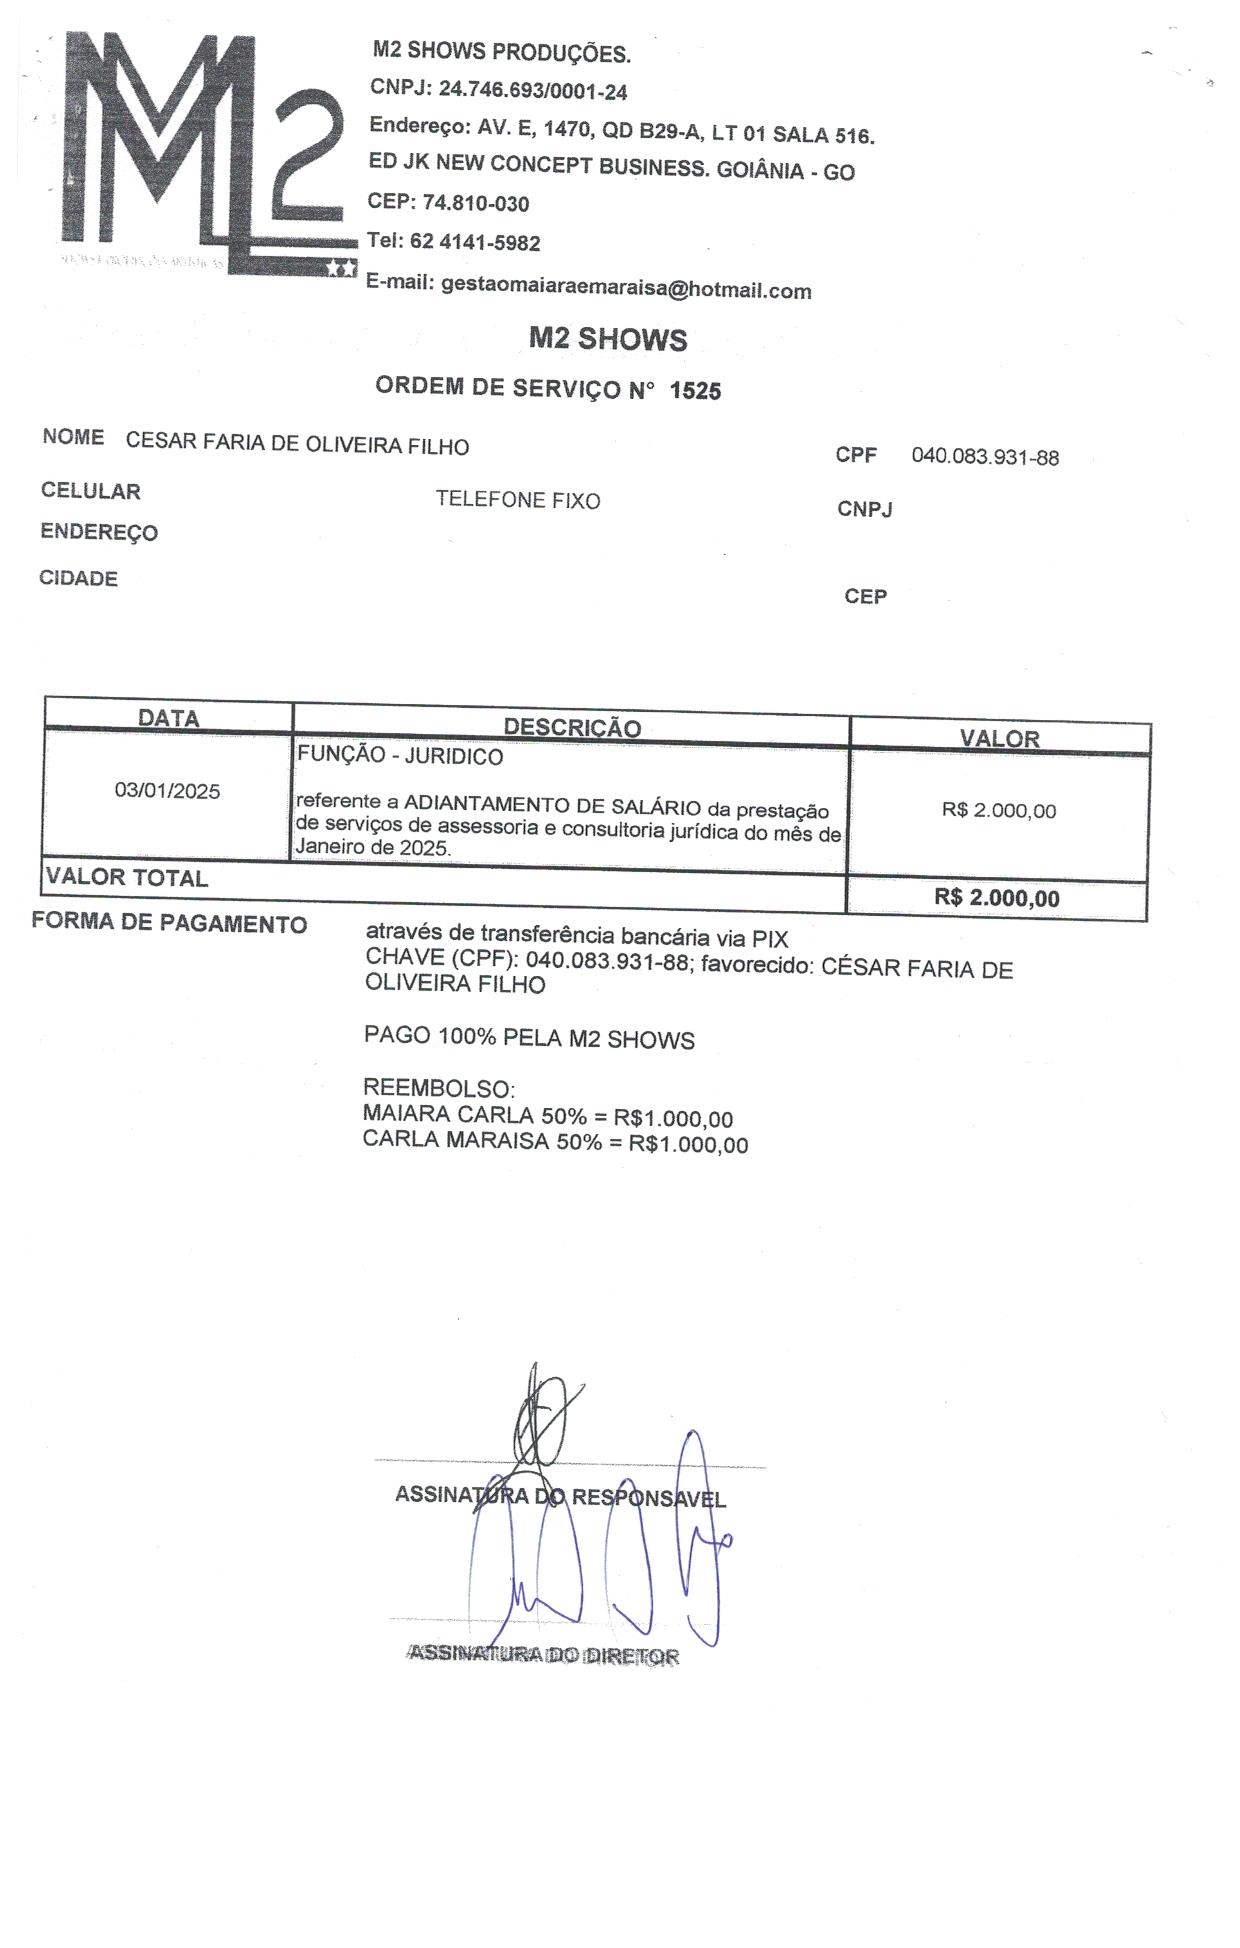 M2
M2 SHOWS PRODUÇÕES.
CNPJ: 24.746.693/0001-24
Endereço: AV. E, 1470, QD B29-A, LT 01 SALA 516.
ED JK NEW CONCEPT BUSINESS. GOIÂNIA - GO
CEP: 74.810-030
Tel: 62 4141-5982
E-mail: gestaomaiaraemaraisa@hotmail.com
M2 SHOWS
ORDEM DE SERVIÇO N° 1525
NOME CESAR FARIA DE OLIVEIRA FILHO CPF 040.083.931-88
CELULAR TELEFONE FIXO CNPJ
ENDEREÇO
CIDADE CEP
DATA DESCRIÇÃO VALOR
FUNÇÃO - JURIDICO
03/01/2025 referente a ADIANTAMENTO DE SALÁRIO da prestação R$ 2.000,00
de serviços de assessoria e consultoria jurídica do mês de
Janeiro de 2025.
VALOR TOTAL R$ 2.000,00
FORMA DE PAGAMENTO através de transferência bancária via PIX
CHAVE (CPF): 040.083.931-88; favorecido: CÉSAR FARIA DE
OLIVEIRA FILHO
PAGO 100% PELA M2 SHOWS
REEMBOLSO:
MAIARA CARLA 50% = R$1.000,00
CARLA MARAISA 50% = R$1.000,00
ASSINATURA DO RESPONSAVEL
ASSINATURA DO DIRETOR